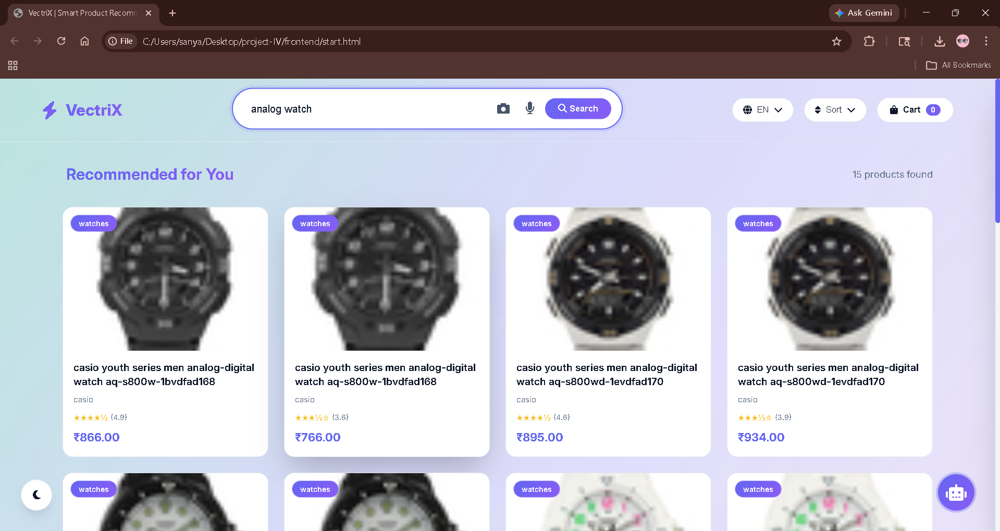 VectriX | Smart Product Recomm
Ask Gemini
File
C:/Users/sanya/Desktop/project-IV/frontend/start.html
All Bookmarks
VectriX
analog watch
Search
EN
Sort
Cart 0
Recommended for You
15 products found
watches
watches
watches
watches
casio youth series men analog-digital
watch aq-s800w-1bvdfad168
casio
★★★★½ (4.9)
₹866.00
casio youth series men analog-digital
watch aq-s800w-1bvdfad168
casio
★★★½☆ (3.6)
₹766.00
casio youth series men analog-digital
watch aq-s800wd-1evdfad170
casio
★★★★½ (4.6)
₹895.00
casio youth series men analog-digital
watch aq-s800wd-1evdfad170
casio
★★★½☆ (3.9)
₹934.00
watches
watches
watches
watches